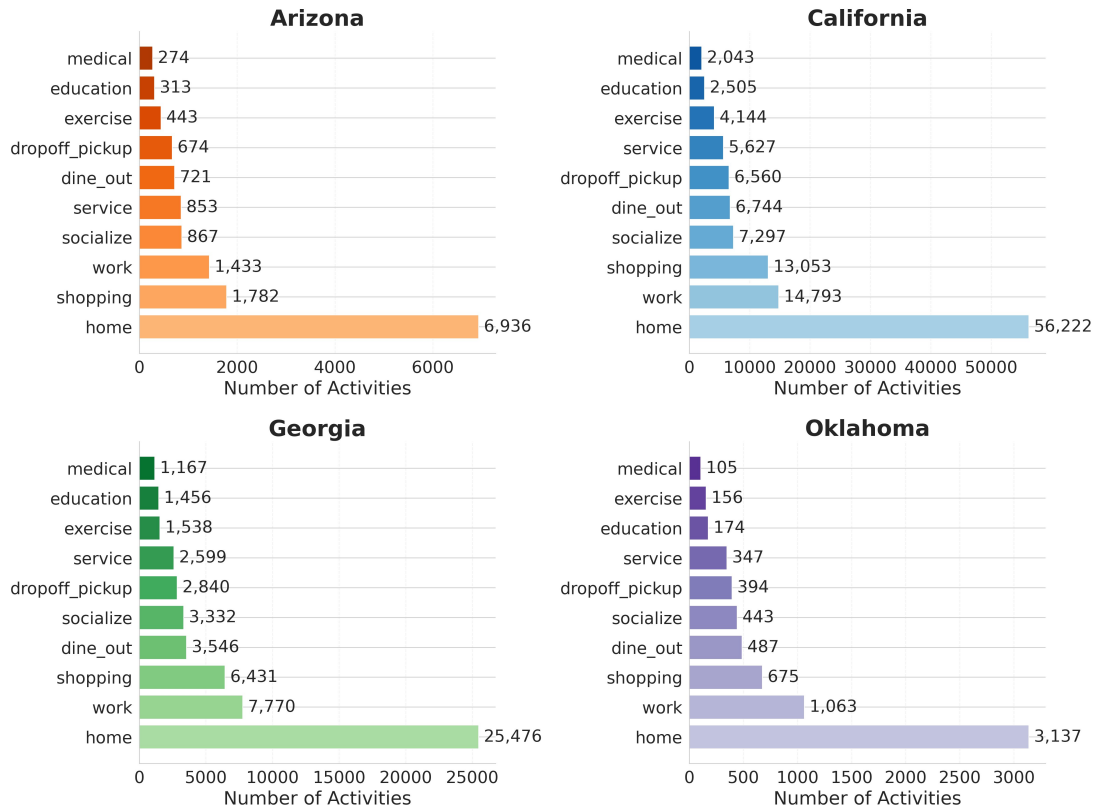 Arizona
medical 274
education 313
exercise 443
dropoff_pickup 674
dine_out 721
service 853
socialize 867
work 1,433
shopping 1,782
home 6,936
0 2000 4000 6000
Number of Activities
California
medical 2,043
education 2,505
exercise 4,144
service 5,627
dropoff_pickup 6,560
dine_out 6,744
socialize 7,297
shopping 13,053
work 14,793
home 56,222
0 10000 20000 30000 40000 50000
Number of Activities
Georgia
medical 1,167
education 1,456
exercise 1,538
service 2,599
dropoff_pickup 2,840
socialize 3,332
dine_out 3,546
shopping 6,431
work 7,770
home 25,476
0 5000 10000 15000 20000 25000
Number of Activities
Oklahoma
medical 105
exercise 156
education 174
service 347
dropoff_pickup 394
socialize 443
dine_out 487
shopping 675
work 1,063
home 3,137
0 500 1000 1500 2000 2500 3000
Number of Activities